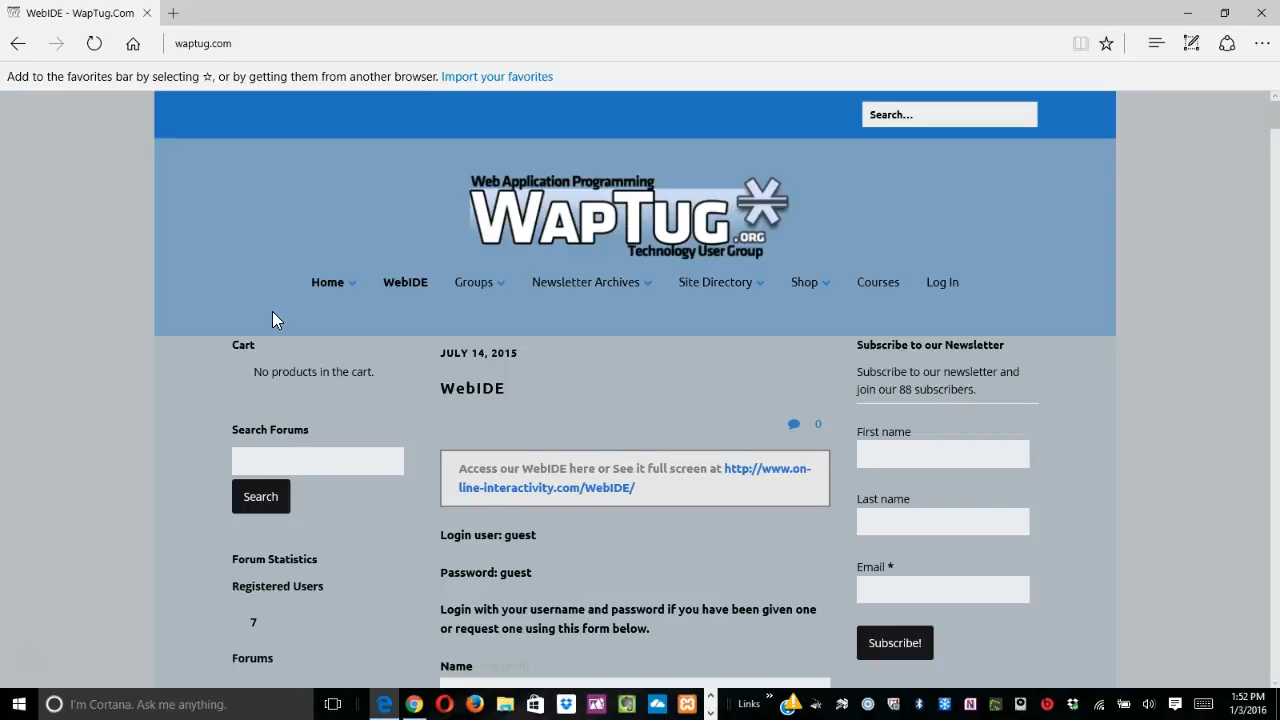 WebIDE - WapTug.Com
waptug.com
Add to the favorites bar by selecting ☆, or by getting them from another browser. Import your favorites
Search...
Web Application Programming
WAPTUG
.ORG
Technology User Group
Home WebIDE Groups Newsletter Archives Site Directory Shop Courses Log In
Cart
No products in the cart.
Search Forums
Search
Forum Statistics
Registered Users
7
Forums
JULY 14, 2015
WebIDE
0
Access our WebIDE here or See it full screen at http://www.on-
line-interactivity.com/WebIDE/
Login user: guest
Password: guest
Login with your username and password if you have been given one
or request one using this form below.
Name (required)
Subscribe to our Newsletter
Subscribe to our newsletter and
join our 88 subscribers.
First name
Last name
Email *
Subscribe!
I'm Cortana. Ask me anything.
Links
1:52 PM
1/3/2016